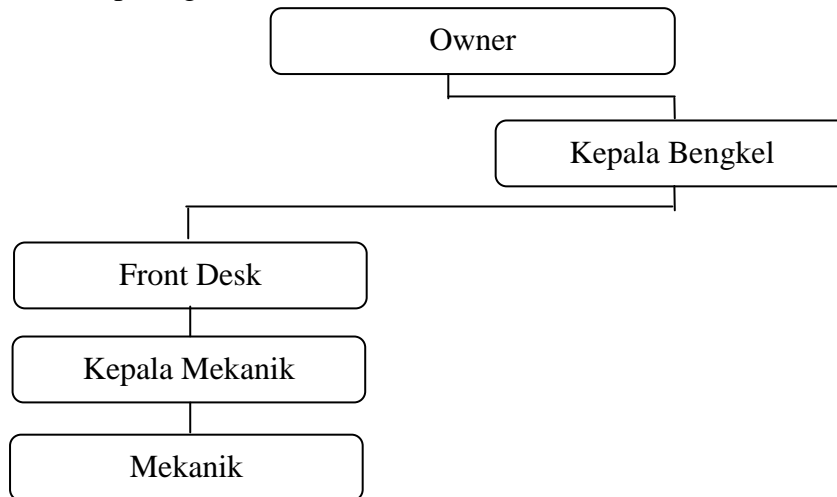 Owner
Kepala Bengkel
Front Desk
Kepala Mekanik
Mekanik